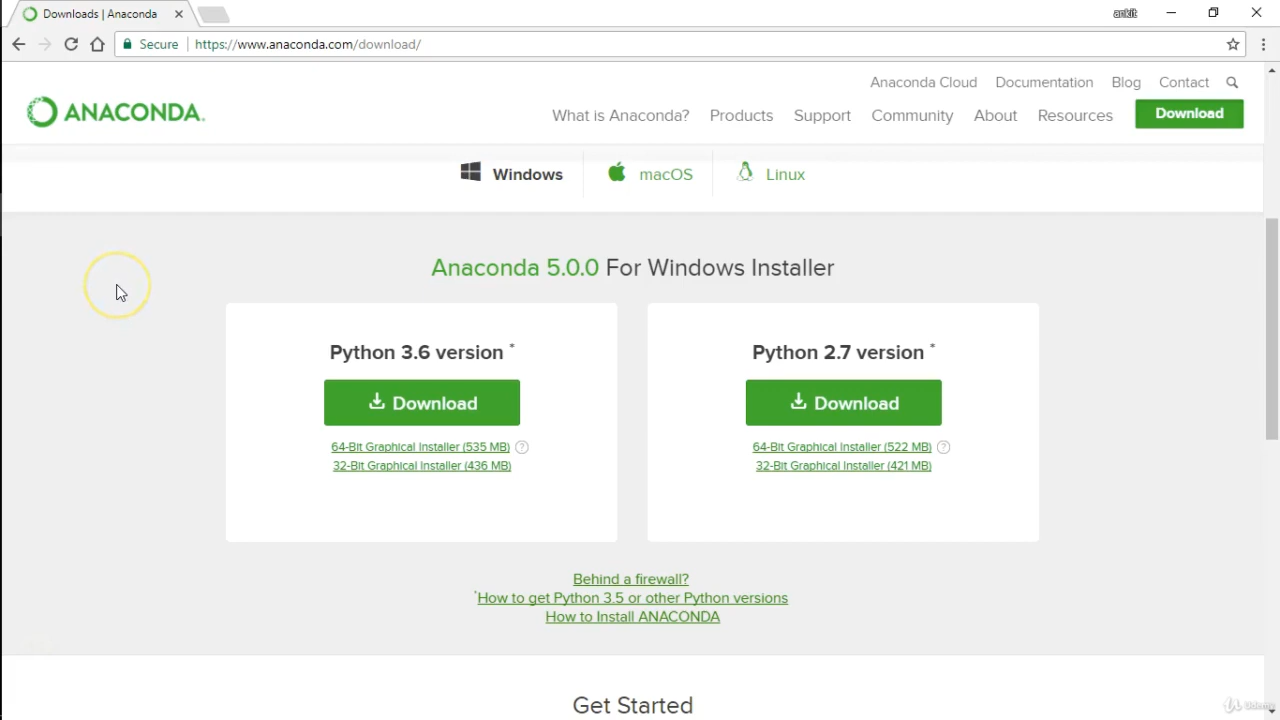 Downloads | Anaconda
ankit
Secure
https://www.anaconda.com/download/
Anaconda Cloud Documentation Blog Contact
ANACONDA.
What is Anaconda? Products Support Community About Resources Download
Windows macOS Linux
Anaconda 5.0.0 For Windows Installer
Python 3.6 version *
Download
64-Bit Graphical Installer (535 MB) ?
32-Bit Graphical Installer (436 MB)
Python 2.7 version *
Download
64-Bit Graphical Installer (522 MB) ?
32-Bit Graphical Installer (421 MB)
Behind a firewall?
*How to get Python 3.5 or other Python versions
How to Install ANACONDA
Get Started
Udemy